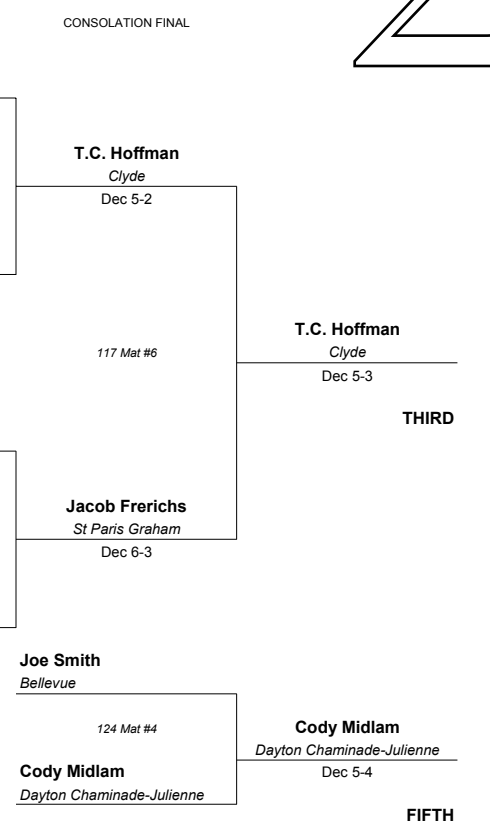 CONSOLATION FINAL
T.C. Hoffman
Clyde
Dec 5-2
117 Mat #6
T.C. Hoffman
Clyde
Dec 5-3
THIRD
Jacob Frerichs
St Paris Graham
Dec 6-3
Joe Smith
Bellevue
124 Mat #4
Cody Midlam
Dayton Chaminade-Julienne
Cody Midlam
Dayton Chaminade-Julienne
Dec 5-4
FIFTH